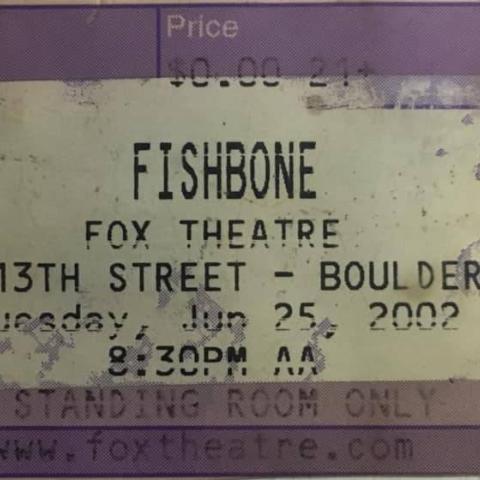 Price
$0.00 21+
FISHBONE
FOX THEATRE
13TH STREET - BOULDER
uesday, Jun 25, 2002
8:30PM AA
STANDING ROOM ONLY
www.foxtheatre.com